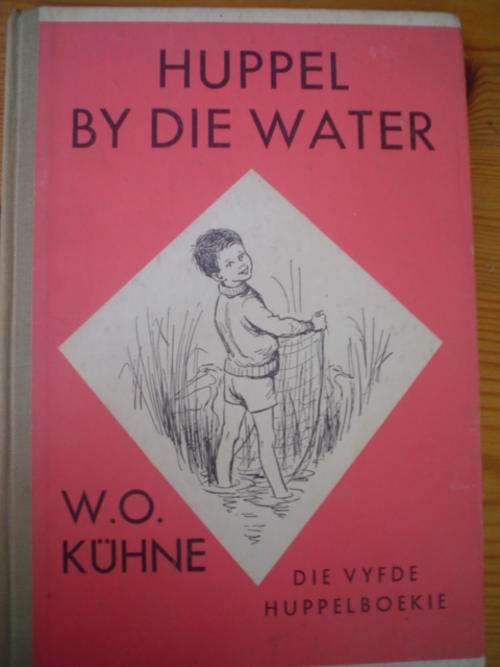 HUPPEL
BY DIE WATER
W.O.
KÜHNE
DIE VYFDE
HUPPELBOEKIE